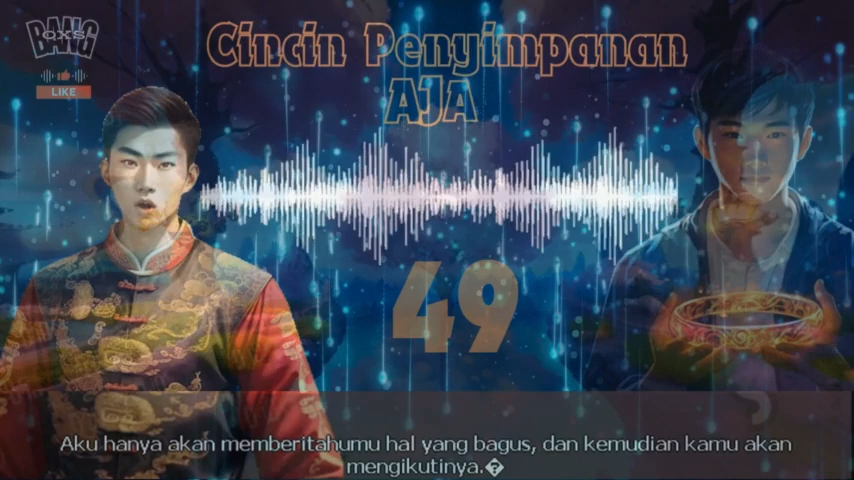 BANG
OXS
LIKE
Cincin Penyimpanan
AJA
49
Aku hanya akan memberitahumu hal yang bagus, dan kemudian kamu akan
mengikutinya.�